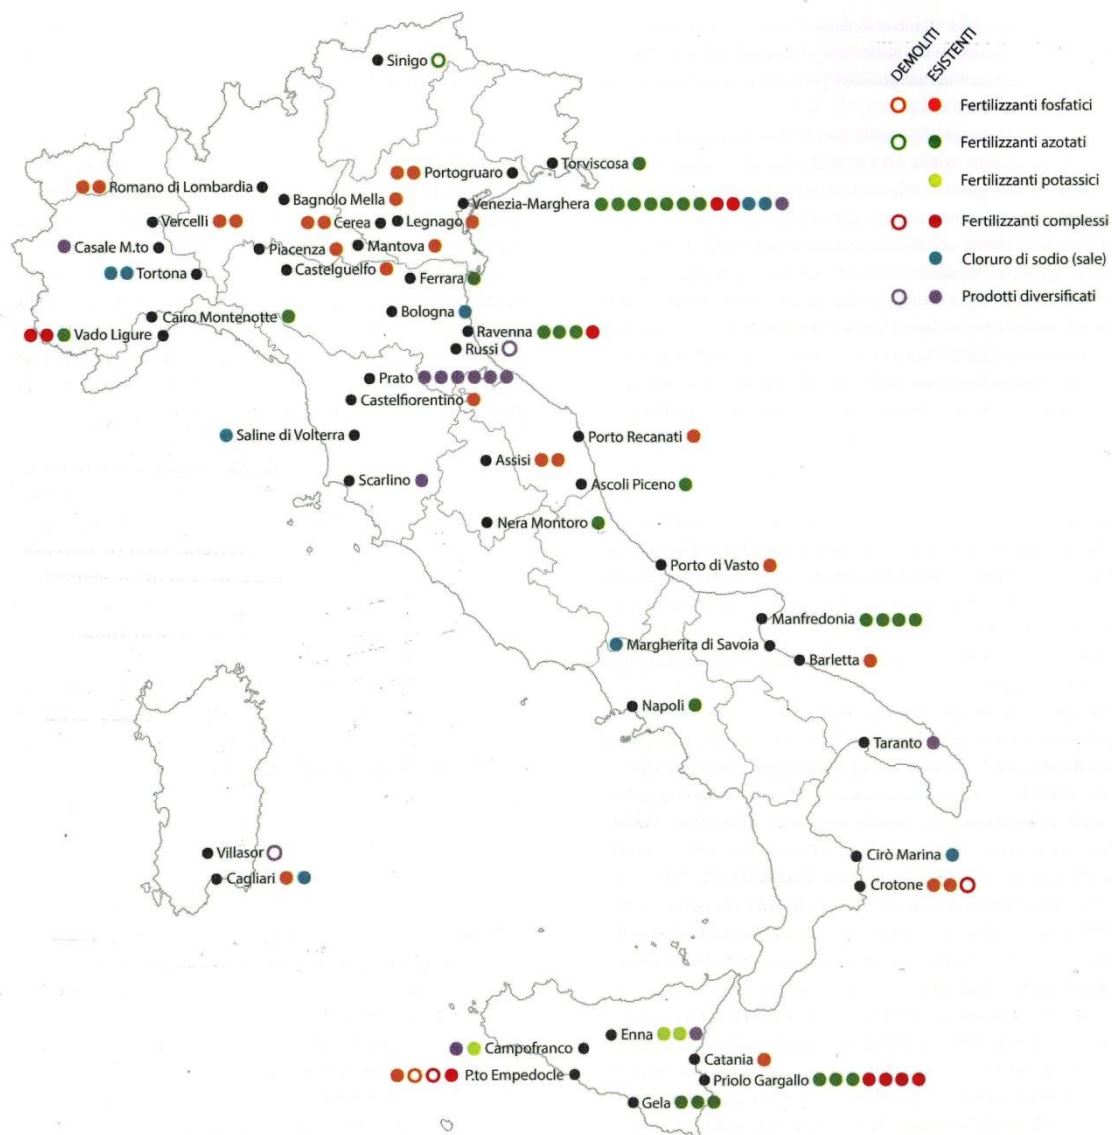 DEMOLITI
ESISTENTI
Fertilizzanti fosfatici
Fertilizzanti azotati
Fertilizzanti potassici
Fertilizzanti complessi
Cloruro di sodio (sale)
Prodotti diversificati
Sinigo
Torviscosa
Portogruaro
Romano di Lombardia
Bagnolo Mella
Venezia-Marghera
Vercelli
Cerea
Legnago
Casale M.to
Piacenza
Mantova
Tortona
Castelguelfo
Ferrara
Cairo Montenotte
Bologna
Vado Ligure
Ravenna
Russi
Prato
Castelfiorentino
Saline di Volterra
Porto Recanati
Assisi
Scarlino
Ascoli Piceno
Nera Montoro
Porto di Vasto
Manfredonia
Margherita di Savoia
Barletta
Napoli
Taranto
Villasor
Cagliari
Cirò Marina
Crotone
Enna
Campofranco
Catania
P.to Empedocle
Priolo Gargallo
Gela